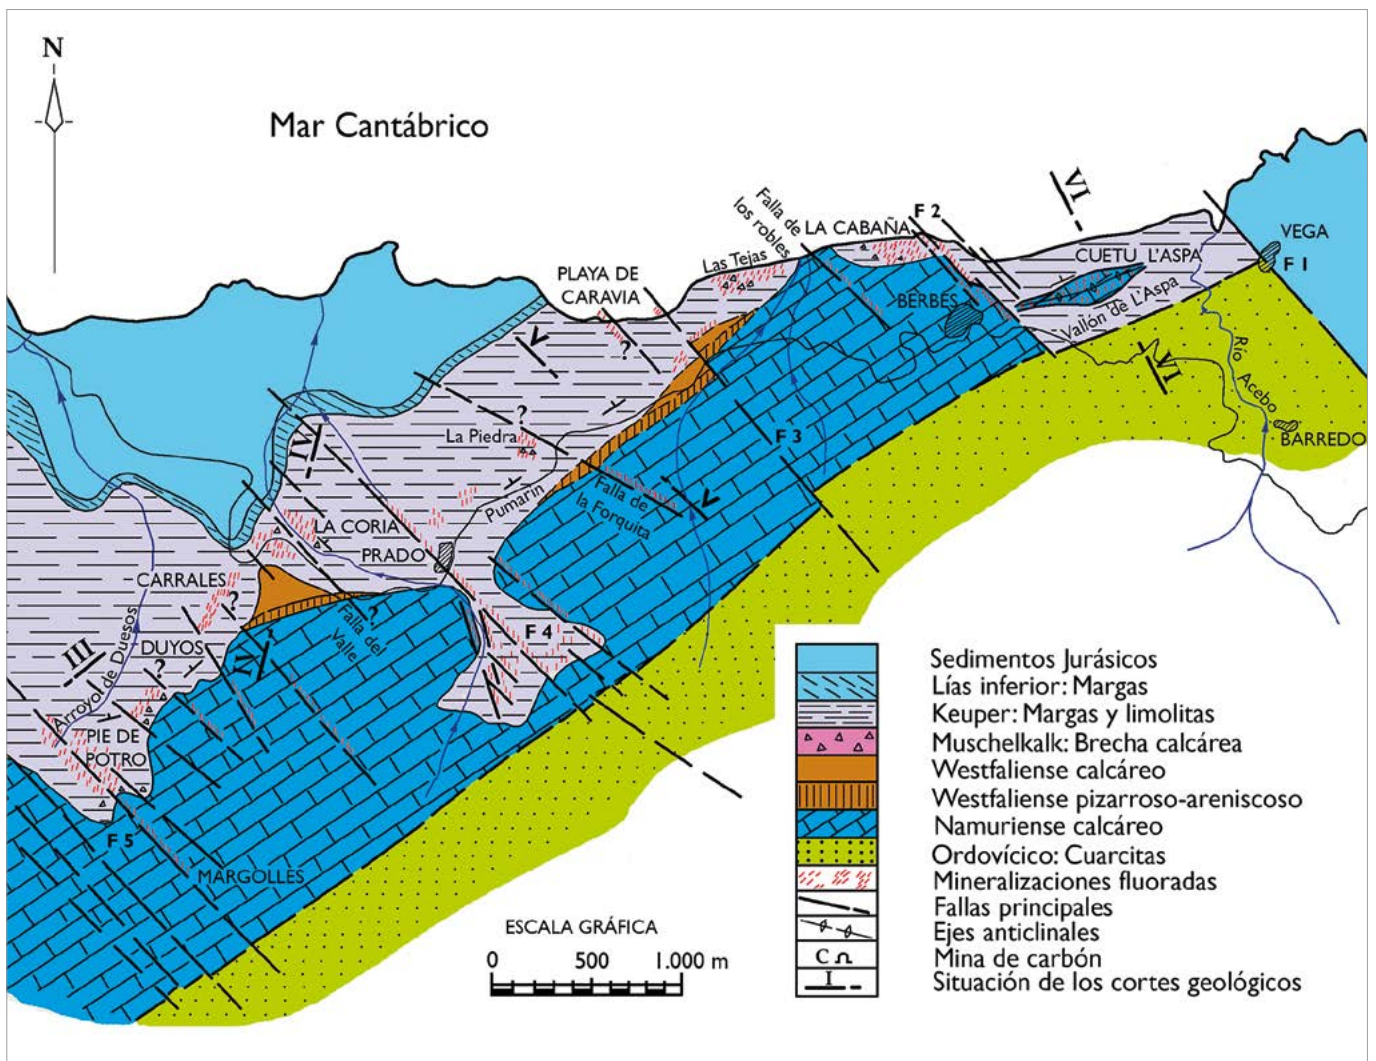 N
Mar Cantábrico
VI
Falla de
los robles
F 2
LA CABAÑA
VEGA
F 1
CUETU L'ASPA
Las Tejas
PLAYA DE
CARAVIA
BERBES
Vallón de L'Aspa
?
V
VI
Río Acebo
BARREDO
?
La Piedra
IV
F 3
Pumarín
Falla de
la Forquita
V
LA CORIA
PRADO
CARRALES
?
?
Falla del
Valle
F 4
DUYOS
IV
III
Arroyo de Duesos
?
PIE DE
POTRO
F 5
MARGOLLES
ESCALA GRÁFICA
0 500 1.000 m
Sedimentos Jurásicos
Lías inferior: Margas
Keuper: Margas y limolitas
Muschelkalk: Brecha calcárea
Westfaliense calcáreo
Westfaliense pizarroso-areniscoso
Namuriense calcáreo
Ordovícico: Cuarcitas
Mineralizaciones fluoradas
Fallas principales
Ejes anticlinales
C Mina de carbón
I Situación de los cortes geológicos